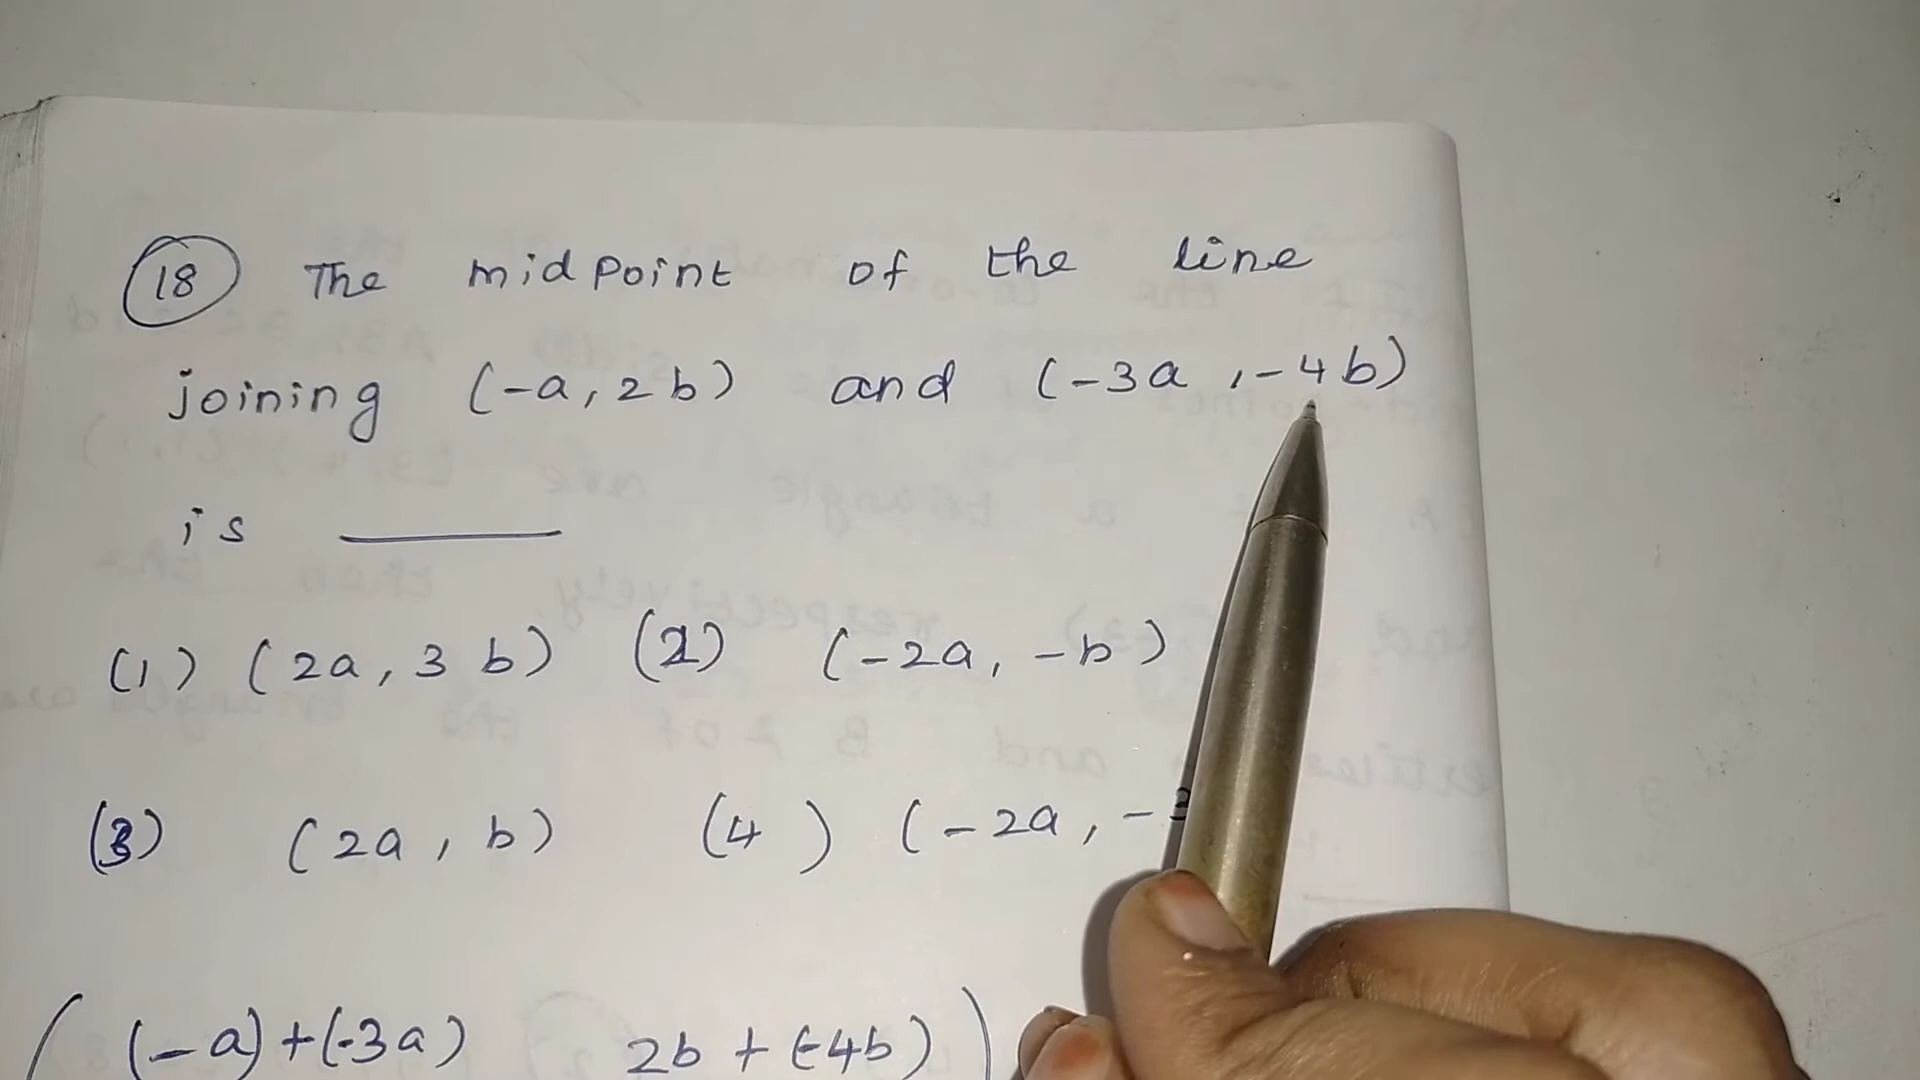 18 The midpoint of the line
joining (-a, 2b) and (-3a, -4b)
is ______
(1) (2a, 3b) (2) (-2a, -b)
(3) (2a, b) (4) (-2a, -
( (-a)+(-3a) 2b + (-4b) )